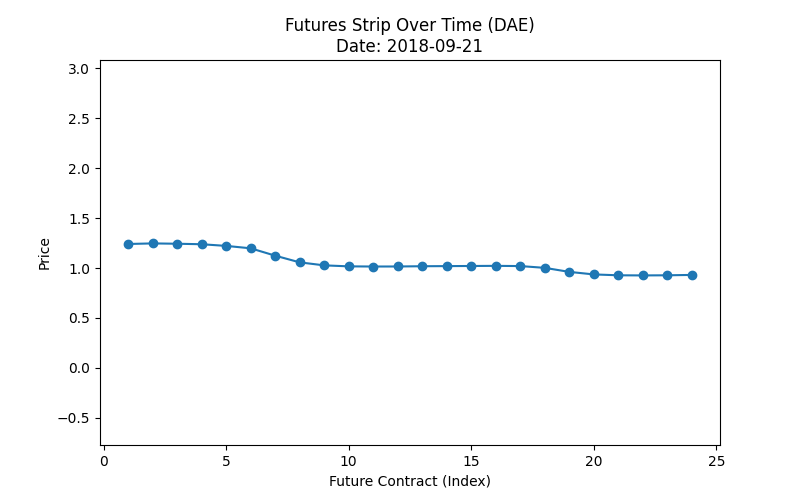 Futures Strip Over Time (DAE)
Date: 2018-09-21
3.0
2.5
2.0
1.5
1.0
0.5
0.0
−0.5
Price
0 5 10 15 20 25
Future Contract (Index)